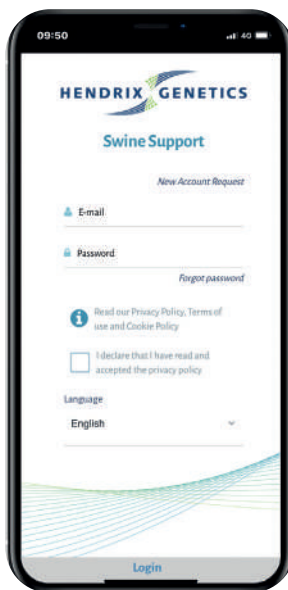 09:50
4G
HENDRIX GENETICS
Swine Support
New Account Request
E-mail
Password
Forgot password
Read our Privacy Policy, Terms of
use and Cookie Policy
I declare that I have read and
accepted the privacy policy
Language
English
Login